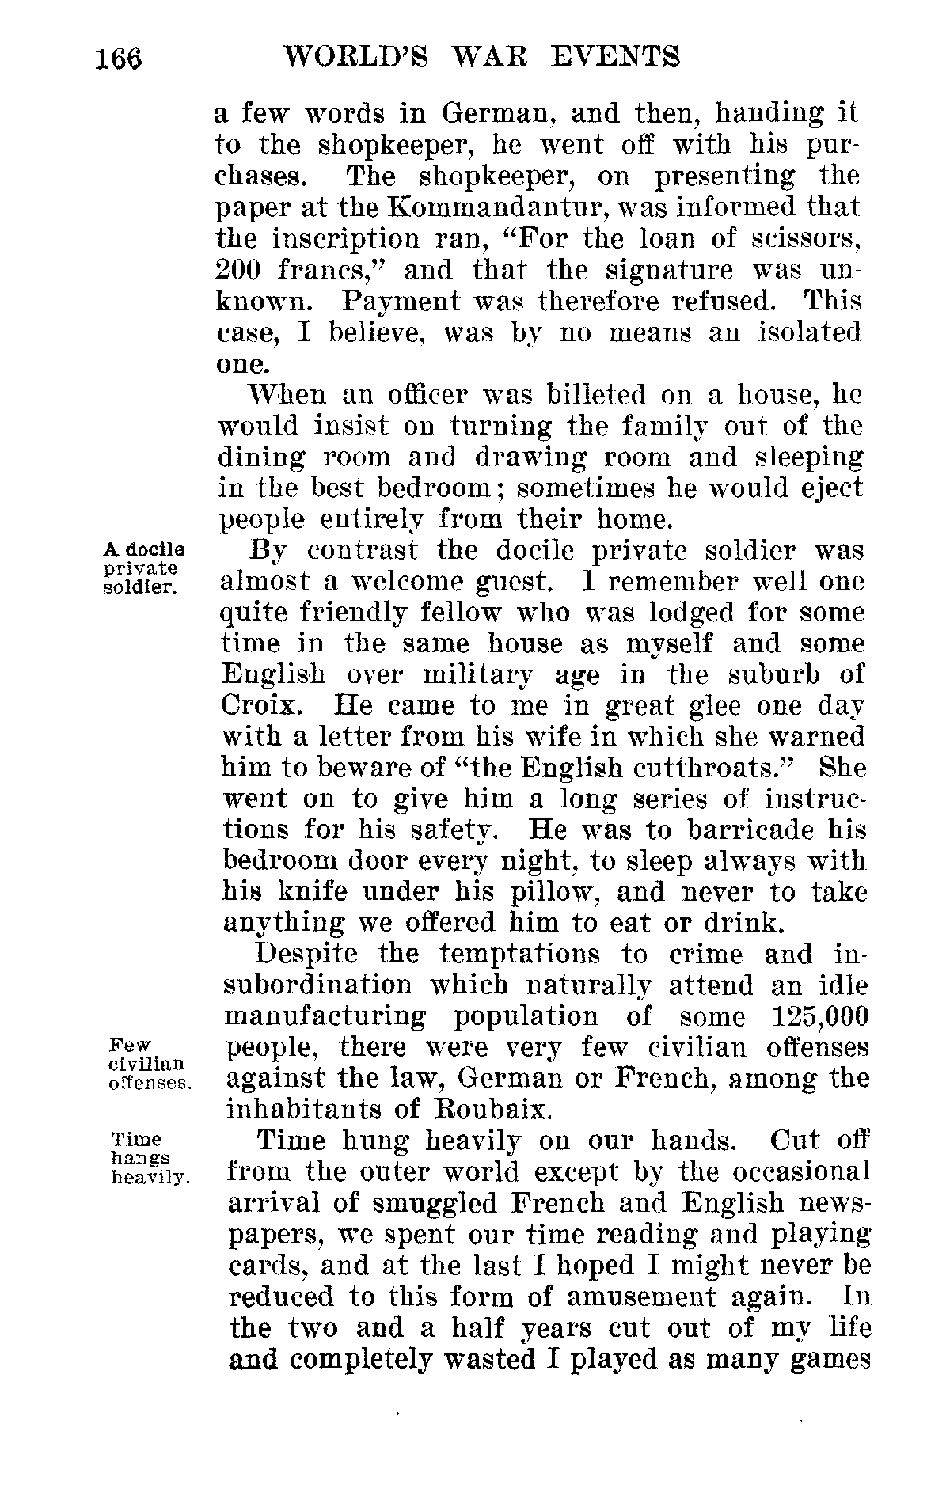 166 WORLD'S WAR EVENTS
a few words in German, and then, handing it
to the shopkeeper, he went off with his pur-
chases. The shopkeeper, on presenting the
paper at the Kommandantur, was informed that
the inscription ran, "For the loan of scissors,
200 francs," and that the signature was un-
known. Payment was therefore refused. This
case, I believe, was by no means an isolated
one.
When an officer was billeted on a house, he
would insist on turning the family out of the
dining room and drawing room and sleeping
in the best bedroom; sometimes he would eject
people entirely from their home.
A docile
private
soldier.
By contrast the docile private soldier was
almost a welcome guest. I remember well one
quite friendly fellow who was lodged for some
time in the same house as myself and some
English over military age in the suburb of
Croix. He came to me in great glee one day
with a letter from his wife in which she warned
him to beware of "the English cutthroats." She
went on to give him a long series of instruc-
tions for his safety. He was to barricade his
bedroom door every night, to sleep always with
his knife under his pillow, and never to take
anything we offered him to eat or drink.
Despite the temptations to crime and in-
subordination which naturally attend an idle
manufacturing population of some 125,000
Few
civilian
offenses.
people, there were very few civilian offenses
against the law, German or French, among the
inhabitants of Roubaix.
Time
hangs
heavily.
Time hung heavily on our hands. Cut off
from the outer world except by the occasional
arrival of smuggled French and English news-
papers, we spent our time reading and playing
cards, and at the last I hoped I might never be
reduced to this form of amusement again. In
the two and a half years cut out of my life
and completely wasted I played as many games